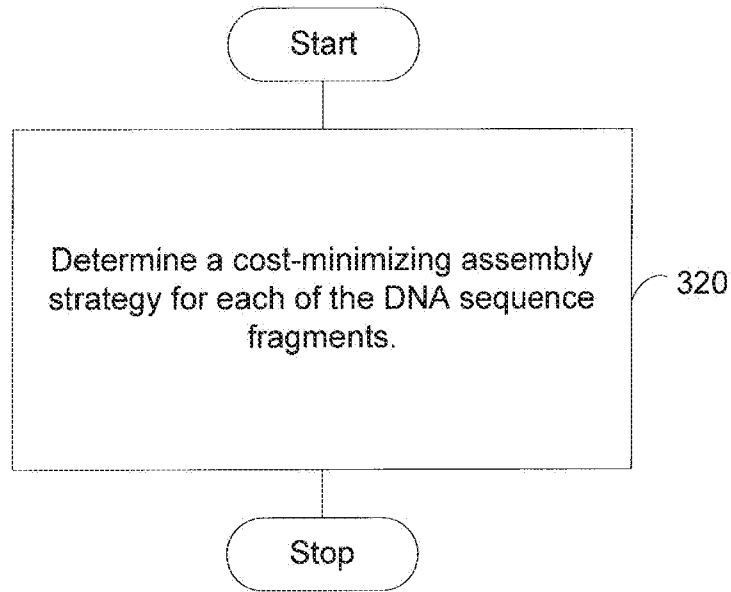 Start
Determine a cost-minimizing assembly
strategy for each of the DNA sequence
fragments.
320
Stop